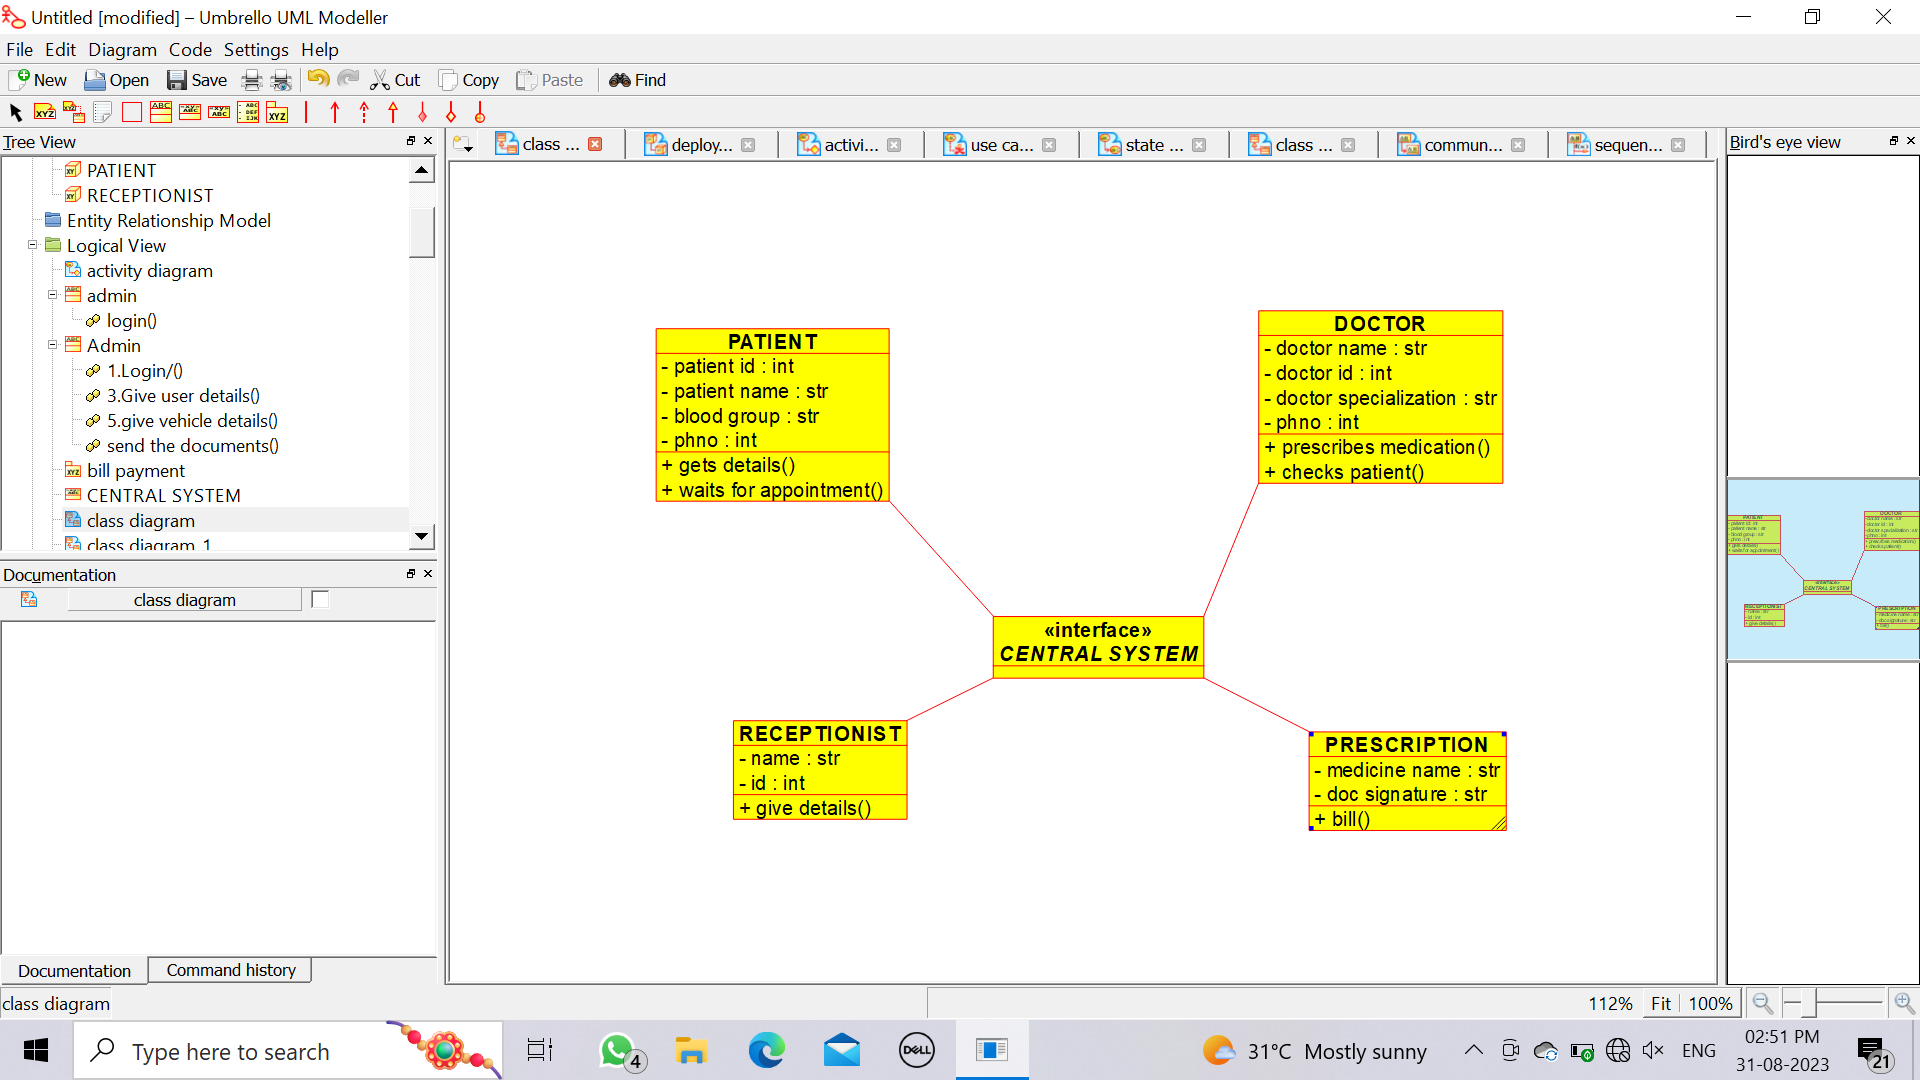 Untitled [modified] – Umbrello UML Modeller
File Edit Diagram Code Settings Help
New Open Save Cut Copy Paste Find
Tree View
PATIENT
RECEPTIONIST
Entity Relationship Model
Logical View
activity diagram
admin
login()
Admin
1.Login/()
3.Give user details()
5.give vehicle details()
send the documents()
bill payment
CENTRAL SYSTEM
class diagram
class diagram 1
Documentation
class diagram
Documentation Command history
class diagram
class ... deploy... activi... use ca... state ... class ... commun... sequen...
PATIENT
- patient id : int
- patient name : str
- blood group : str
- phno : int
+ gets details()
+ waits for appointment()
DOCTOR
- doctor name : str
- doctor id : int
- doctor specialization : str
- phno : int
+ prescribes medication()
+ checks patient()
«interface»
CENTRAL SYSTEM
RECEPTIONIST
- name : str
- id : int
+ give details()
PRESCRIPTION
- medicine name : str
- doc signature : str
+ bill()
Bird's eye view
112% Fit 100%
Type here to search
4
DELL
31°C Mostly sunny
ENG
02:51 PM
31-08-2023
21